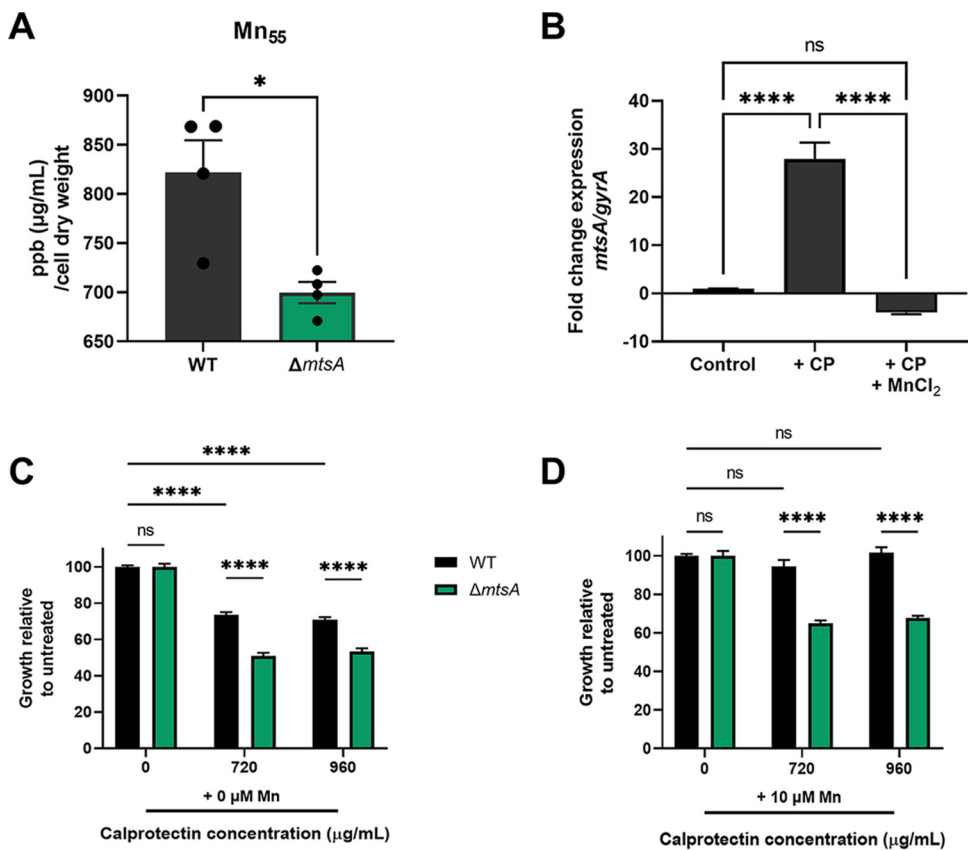 A
Mn55
*
900
850
800
750
700
650
ppb (µg/mL)
/cell dry weight
WT
ΔmtsA
B
ns
**** ****
40
30
20
10
0
-10
Fold change expression
mtsA/gyrA
Control
+ CP
+ CP
+ MnCl2
C
****
****
ns
**** ****
100
80
60
40
20
0
Growth relative
to untreated
0 720 960
+ 0 µM Mn
Calprotectin concentration (µg/mL)
WT
ΔmtsA
D
ns
ns
ns
**** ****
100
80
60
40
20
0
Growth relative
to untreated
0 720 960
+ 10 µM Mn
Calprotectin concentration (µg/mL)